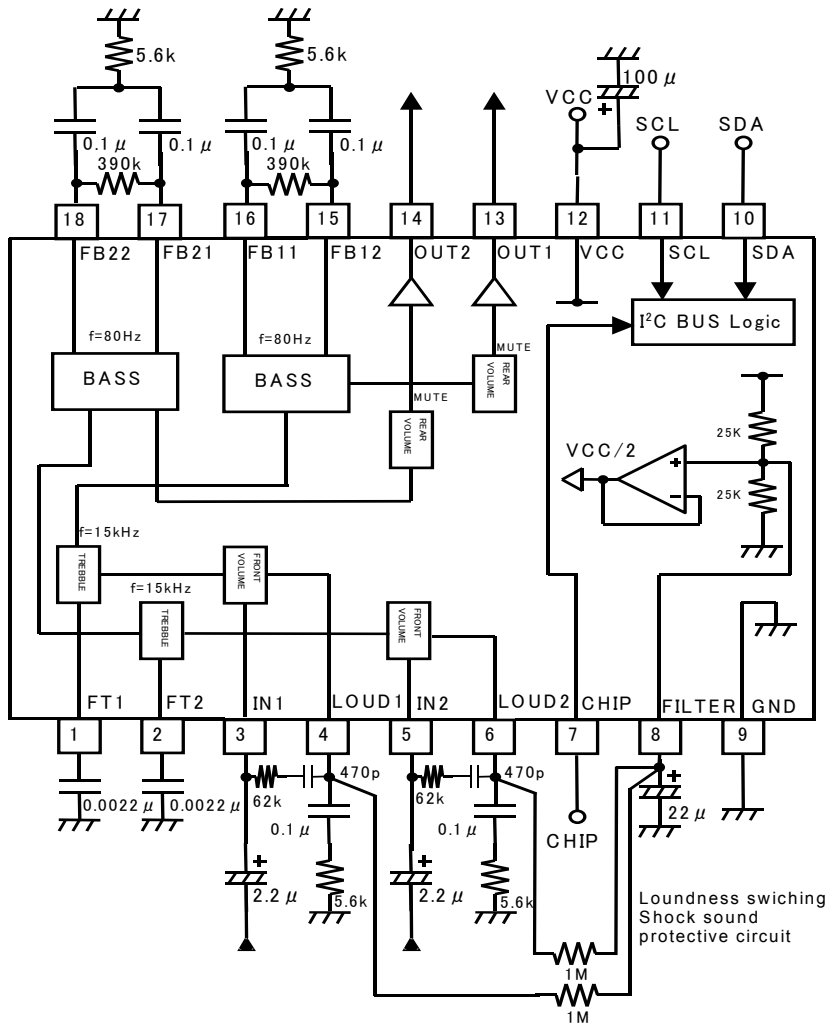 5.6k
5.6k
100μ
VCC
SCL
SDA
0.1μ
0.1μ
0.1μ
0.1μ
390k
390k
+
18
17
16
15
14
13
12
11
10
FB22
FB21
FB11
FB12
OUT2
OUT1
VCC
SCL
SDA
I²C BUS Logic
f=80Hz
f=80Hz
MUTE
BASS
BASS
REAR VOLUME
MUTE
REAR VOLUME
25K
VCC/2
+
−
25K
f=15kHz
TREBBLE
FRONT VOLUME
f=15kHz
TREBBLE
FRONT VOLUME
FT1
FT2
IN1
LOUD1
IN2
LOUD2
CHIP
FILTER
GND
1
2
3
4
5
6
7
8
9
470p
470p
+
0.0022μ
0.0022μ
62k
62k
22μ
0.1μ
0.1μ
CHIP
+
+
2.2μ
5.6k
2.2μ
5.6k
Loundness swiching
Shock sound
protective circuit
1M
1M